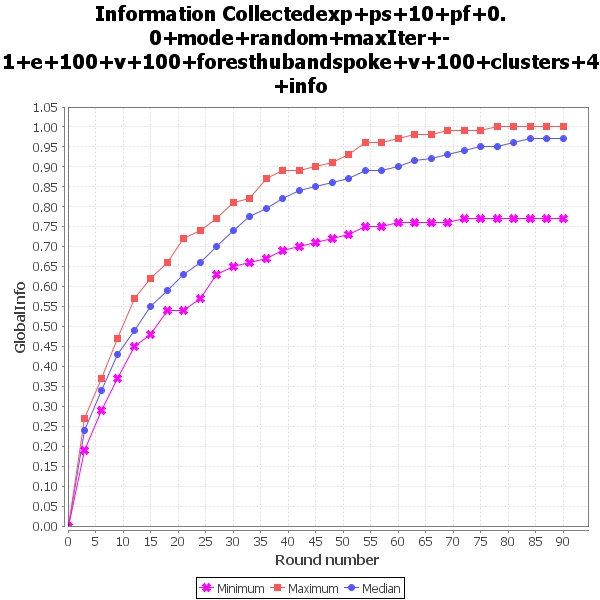 Information Collectedexp+ps+10+pf+0.
0+mode+random+maxIter+-
1+e+100+v+100+foresthubandspoke+v+100+clusters+4
+info
1.05
1.00
0.95
0.90
0.85
0.80
0.75
0.70
0.65
0.60
0.55
0.50
0.45
0.40
0.35
0.30
0.25
0.20
0.15
0.10
0.05
0.00
GlobalInfo
0 5 10 15 20 25 30 35 40 45 50 55 60 65 70 75 80 85 90
Round number
Minimum Maximum Median